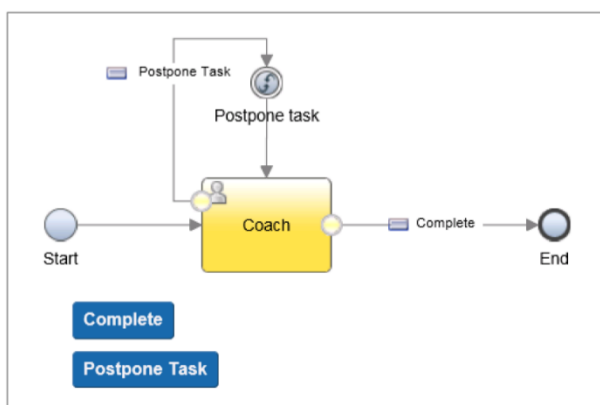 Postpone Task
Postpone task
Coach
Complete
Start
End
Complete
Postpone Task